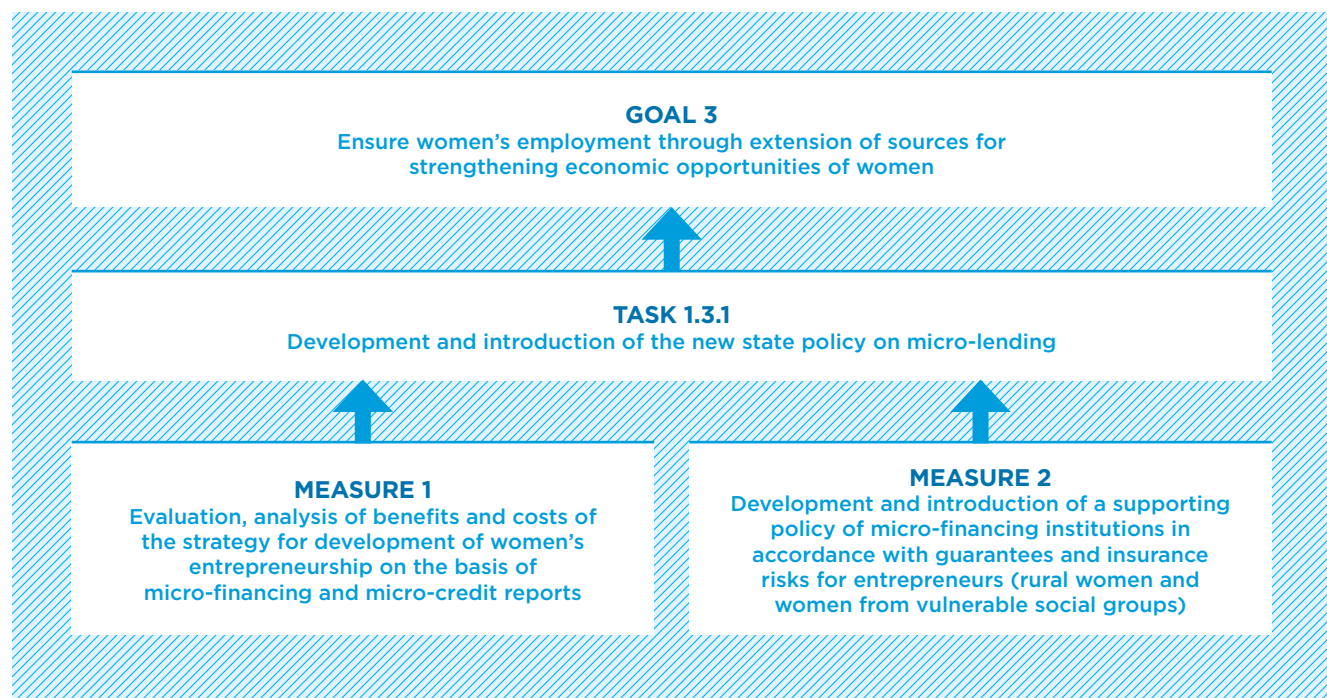 GOAL 3
Ensure women’s employment through extension of sources for
strengthening economic opportunities of women
TASK 1.3.1
Development and introduction of the new state policy on micro-lending
MEASURE 1
Evaluation, analysis of benefits and costs of
the strategy for development of women’s
entrepreneurship on the basis of
micro-financing and micro-credit reports
MEASURE 2
Development and introduction of a supporting
policy of micro-financing institutions in
accordance with guarantees and insurance
risks for entrepreneurs (rural women and
women from vulnerable social groups)